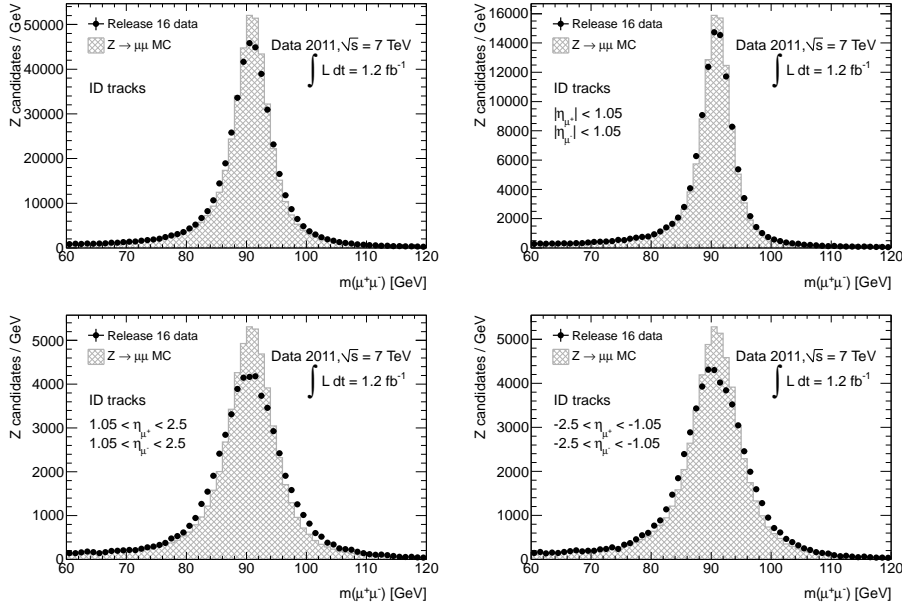 Z candidates / GeV
50000
40000
30000
20000
10000
0
Release 16 data
Z → μμ MC
ID tracks
Data 2011, √s = 7 TeV
∫ L dt = 1.2 fb⁻¹
60 70 80 90 100 110 120
m(μ⁺μ⁻) [GeV]
Z candidates / GeV
16000
14000
12000
10000
8000
6000
4000
2000
0
Release 16 data
Z → μμ MC
ID tracks
|η_μ⁺| < 1.05
|η_μ⁻| < 1.05
Data 2011, √s = 7 TeV
∫ L dt = 1.2 fb⁻¹
60 70 80 90 100 110 120
m(μ⁺μ⁻) [GeV]
Z candidates / GeV
5000
4000
3000
2000
1000
0
Release 16 data
Z → μμ MC
ID tracks
1.05 < η_μ⁺ < 2.5
1.05 < η_μ⁻ < 2.5
Data 2011, √s = 7 TeV
∫ L dt = 1.2 fb⁻¹
60 70 80 90 100 110 120
m(μ⁺μ⁻) [GeV]
Z candidates / GeV
5000
4000
3000
2000
1000
0
Release 16 data
Z → μμ MC
ID tracks
-2.5 < η_μ⁺ < -1.05
-2.5 < η_μ⁻ < -1.05
Data 2011, √s = 7 TeV
∫ L dt = 1.2 fb⁻¹
60 70 80 90 100 110 120
m(μ⁺μ⁻) [GeV]